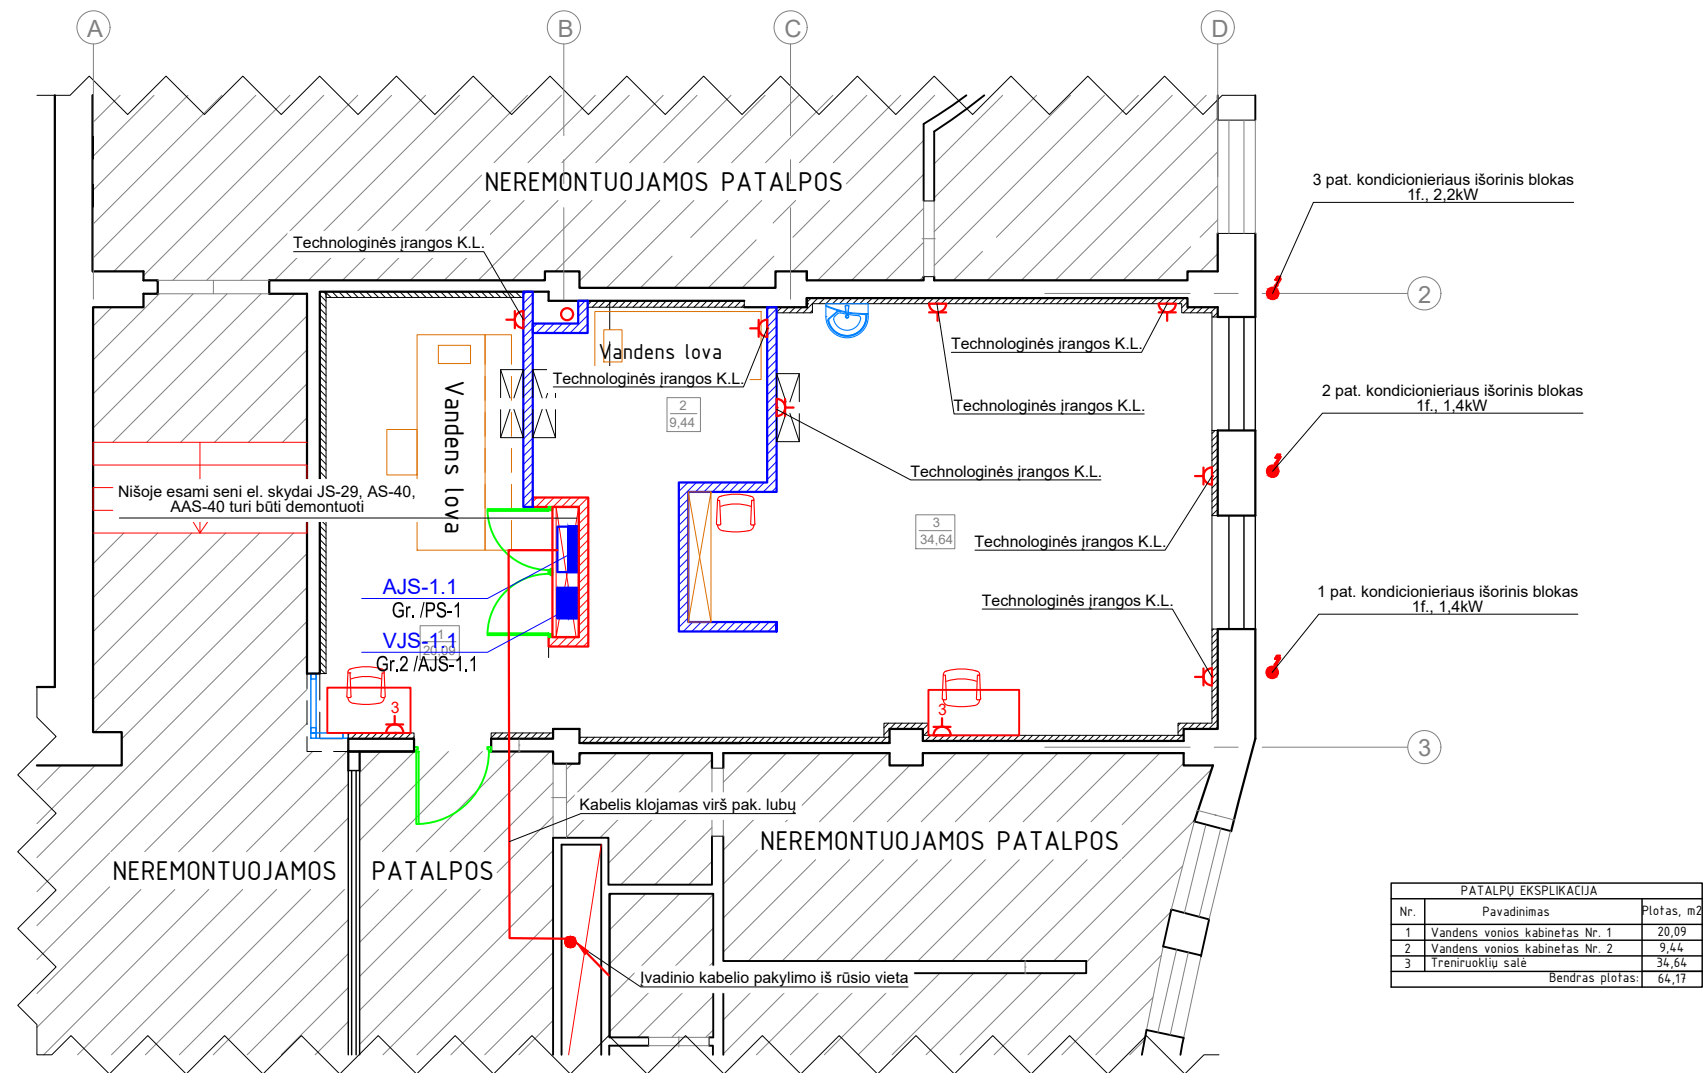 A
B
C
D
NEREMONTUOJAMOS PATALPOS
3 pat. kondicionieriaus išorinis blokas
1f., 2,2kW
Technologinės įrangos K.L.
2
Vandens lova
Technologinės įrangos K.L.
Technologinės įrangos K.L.
Technologinės įrangos K.L.
2
9,44
2 pat. kondicionieriaus išorinis blokas
1f., 1,4kW
Vandens lova
Technologinės įrangos K.L.
Nišoje esami seni el. skydai JS-29, AS-40,
AAS-40 turi būti demontuoti
3
34,64
Technologinės įrangos K.L.
AJS-1.1
Gr. /PS-1
VJS-1.1
Gr.2 /AJS-1.1
1
20,09
Technologinės įrangos K.L.
1 pat. kondicionieriaus išorinis blokas
1f., 1,4kW
3
3
3
Kabelis klojamas virš pak. lubų
NEREMONTUOJAMOS PATALPOS
NEREMONTUOJAMOS PATALPOS
Įvadinio kabelio pakylimo iš rūsio vieta
PATALPŲ EKSPLIKACIJA
Nr. Pavadinimas Plotas, m2
1 Vandens vonios kabinetas Nr. 1 20,09
2 Vandens vonios kabinetas Nr. 2 9,44
3 Treniruoklių salė 34,64
Bendras plotas: 64,17